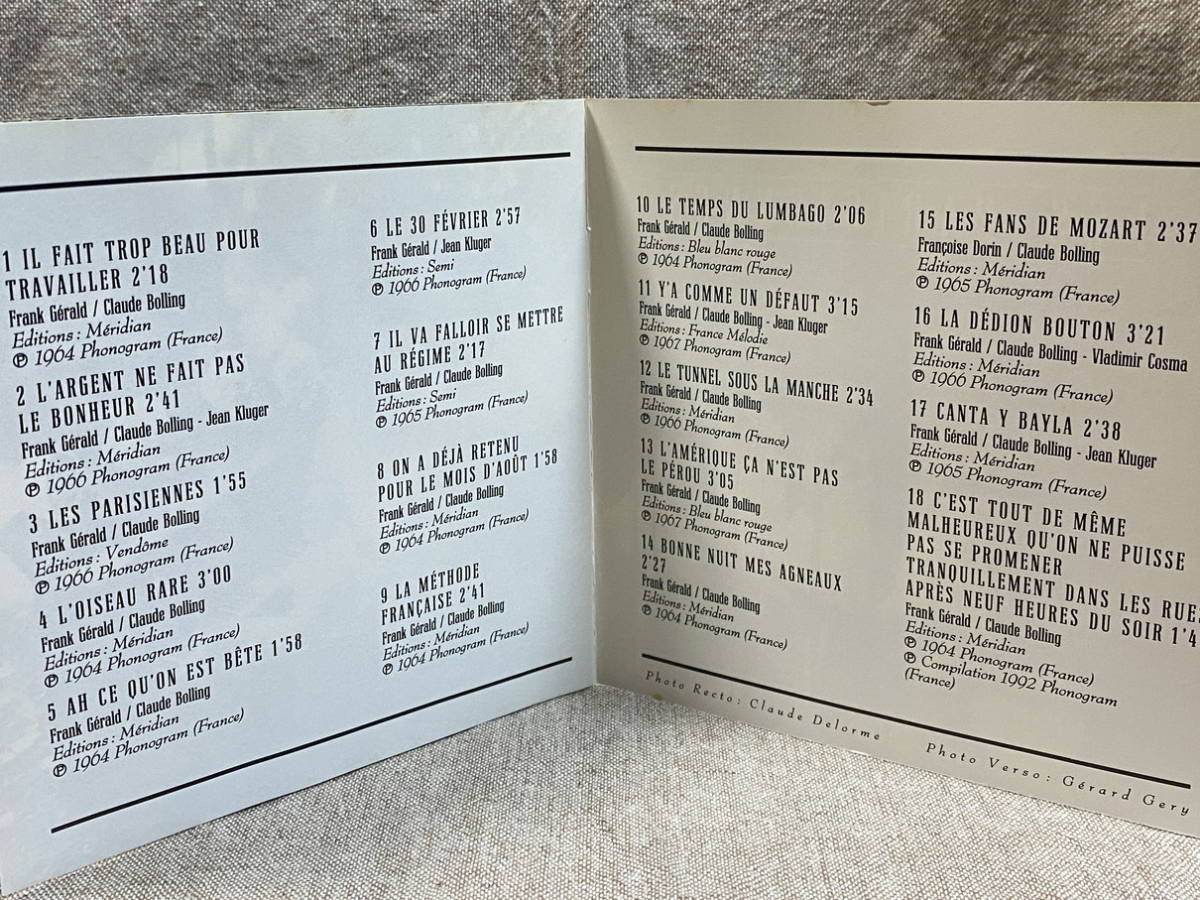 1 IL FAIT TROP BEAU POUR
TRAVAILLER 2'18
Frank Gérald / Claude Bolling
Editions : Méridian
℗ 1964 Phonogram (France)
2 L'ARGENT NE FAIT PAS
LE BONHEUR 2'41
Frank Gérald / Claude Bolling - Jean Kluger
Editions : Méridian
℗ 1966 Phonogram (France)
3 LES PARISIENNES 1'55
Frank Gérald / Claude Bolling
Editions : Vendôme
℗ 1966 Phonogram (France)
4 L'OISEAU RARE 3'00
Frank Gérald / Claude Bolling
Editions : Méridian
℗ 1964 Phonogram (France)
5 AH CE QU'ON EST BÊTE 1'58
Frank Gérald / Claude Bolling
Editions : Méridian
℗ 1964 Phonogram (France)
6 LE 30 FÉVRIER 2'57
Frank Gérald / Jean Kluger
Editions : Semi
℗ 1966 Phonogram (France)
7 IL VA FALLOIR SE METTRE
AU RÉGIME 2'17
Frank Gérald / Claude Bolling
Editions : Semi
℗ 1965 Phonogram (France)
8 ON A DÉJÀ RETENU
POUR LE MOIS D'AOÛT 1'58
Frank Gérald / Claude Bolling
Editions : Méridian
℗ 1964 Phonogram (France)
9 LA MÉTHODE
FRANÇAISE 2'41
Frank Gérald / Claude Bolling
Editions : Méridian
℗ 1964 Phonogram (France)
10 LE TEMPS DU LUMBAGO 2'06
Frank Gérald / Claude Bolling
Editions : Bleu blanc rouge
℗ 1964 Phonogram (France)
11 Y'A COMME UN DÉFAUT 3'15
Frank Gérald / Claude Bolling - Jean Kluger
Editions : France Mélodie
℗ 1967 Phonogram (France)
12 LE TUNNEL SOUS LA MANCHE 2'34
Frank Gérald / Claude Bolling
Editions : Méridian
℗ 1966 Phonogram (France)
13 L'AMÉRIQUE ÇA N'EST PAS
LE PÉROU 3'05
Frank Gérald / Claude Bolling
Editions : Bleu blanc rouge
℗ 1967 Phonogram (France)
14 BONNE NUIT MES AGNEAUX
2'27
Frank Gérald / Claude Bolling
Editions : Méridian
℗ 1964 Phonogram (France)
15 LES FANS DE MOZART 2'37
Françoise Dorin / Claude Bolling
Editions : Méridian
℗ 1965 Phonogram (France)
16 LA DÉDION BOUTON 3'21
Frank Gérald / Claude Bolling - Vladimir Cosma
Editions : Méridian
℗ 1966 Phonogram (France)
17 CANTA Y BAYLA 2'38
Frank Gérald / Claude Bolling - Jean Kluger
Editions : Méridian
℗ 1965 Phonogram (France)
18 C'EST TOUT DE MÊME
MALHEUREUX QU'ON NE PUISSE
PAS SE PROMENER
TRANQUILLEMENT DANS LES RUES
APRÈS NEUF HEURES DU SOIR 1'4
Frank Gérald / Claude Bolling
Editions : Méridian
℗ 1964 Phonogram (France)
℗ Compilation 1992 Phonogram
(France)
Photo Recto : Claude Delorme
Photo Verso : Gérard Gery